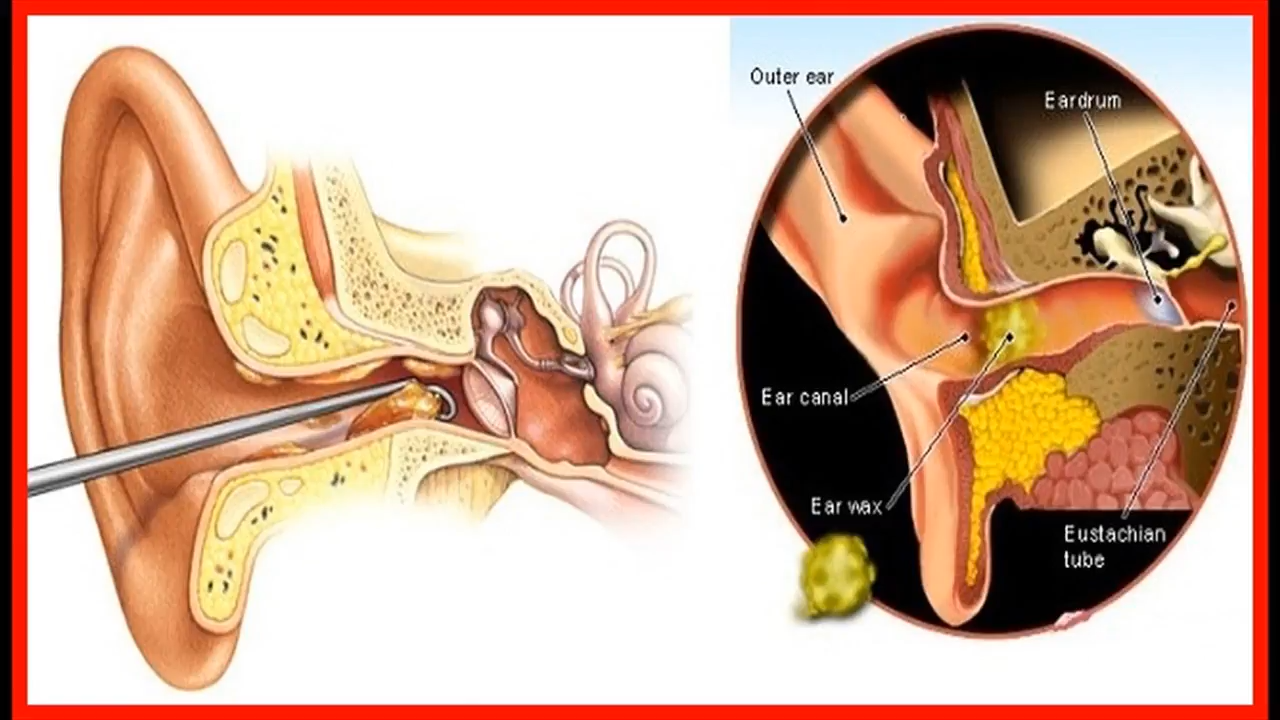 Outer ear
Eardrum
Ear canal
Ear wax
Eustachian
tube